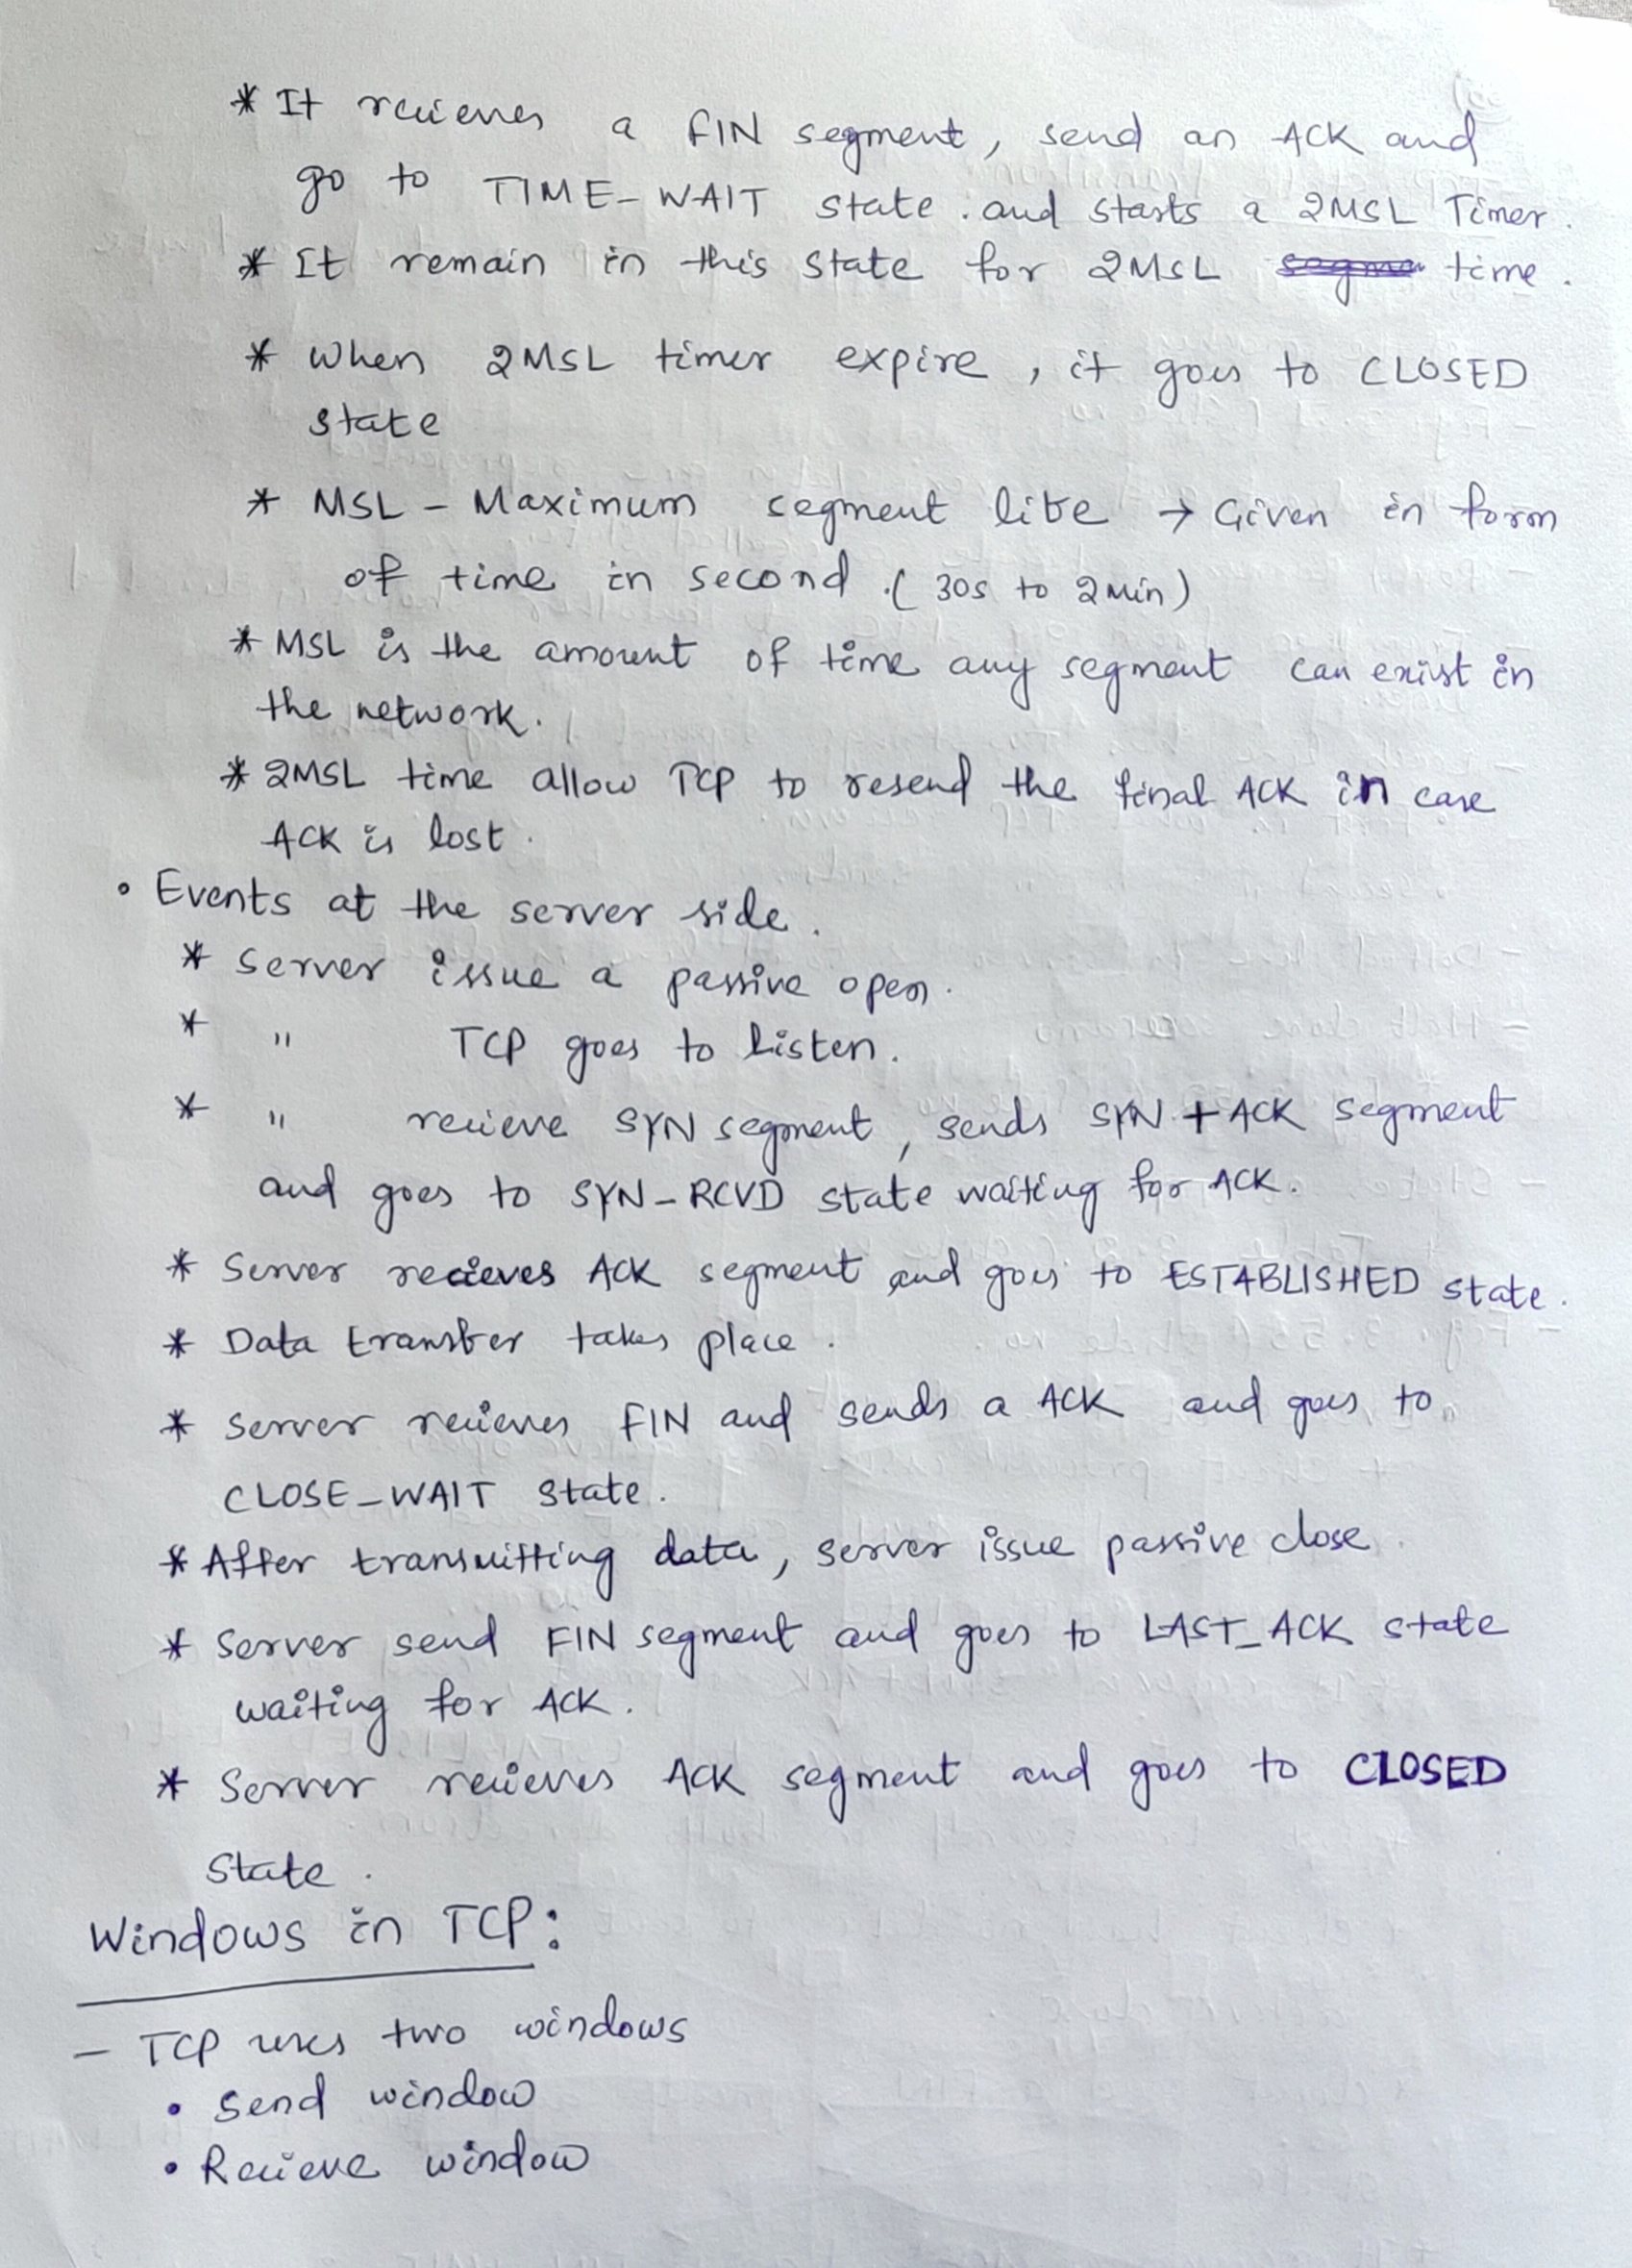 * It recieves a FIN segment, send an ACK and
go to TIME-WAIT state. and starts a 2MSL Timer.
* It remain in this state for 2MSL segme time.
* When 2MSL timer expire, it goes to CLOSED
state
* MSL - Maximum segment life → Given in form
of time in second. (30s to 2 Min)
* MSL is the amount of time any segment can exist in
the network.
* 2MSL time allow TCP to resend the final ACK in case
ACK is lost.
• Events at the server side.
* Server issue a passive open.
* " TCP goes to Listen.
* " recieve SYN segment, sends SYN + ACK segment
and goes to SYN-RCVD state waiting for ACK.
* Server recieves ACK segment and goes to ESTABLISHED state.
* Data transfer takes place.
* Server recieves FIN and sends a ACK and goes to
CLOSE-WAIT State.
* After transmitting data, server issue passive close.
* Server send FIN segment and goes to LAST_ACK state
waiting for ACK.
* Server recieves ACK segment and goes to CLOSED
State.
Windows in TCP:
- TCP uses two windows
• Send window
• Recieve window